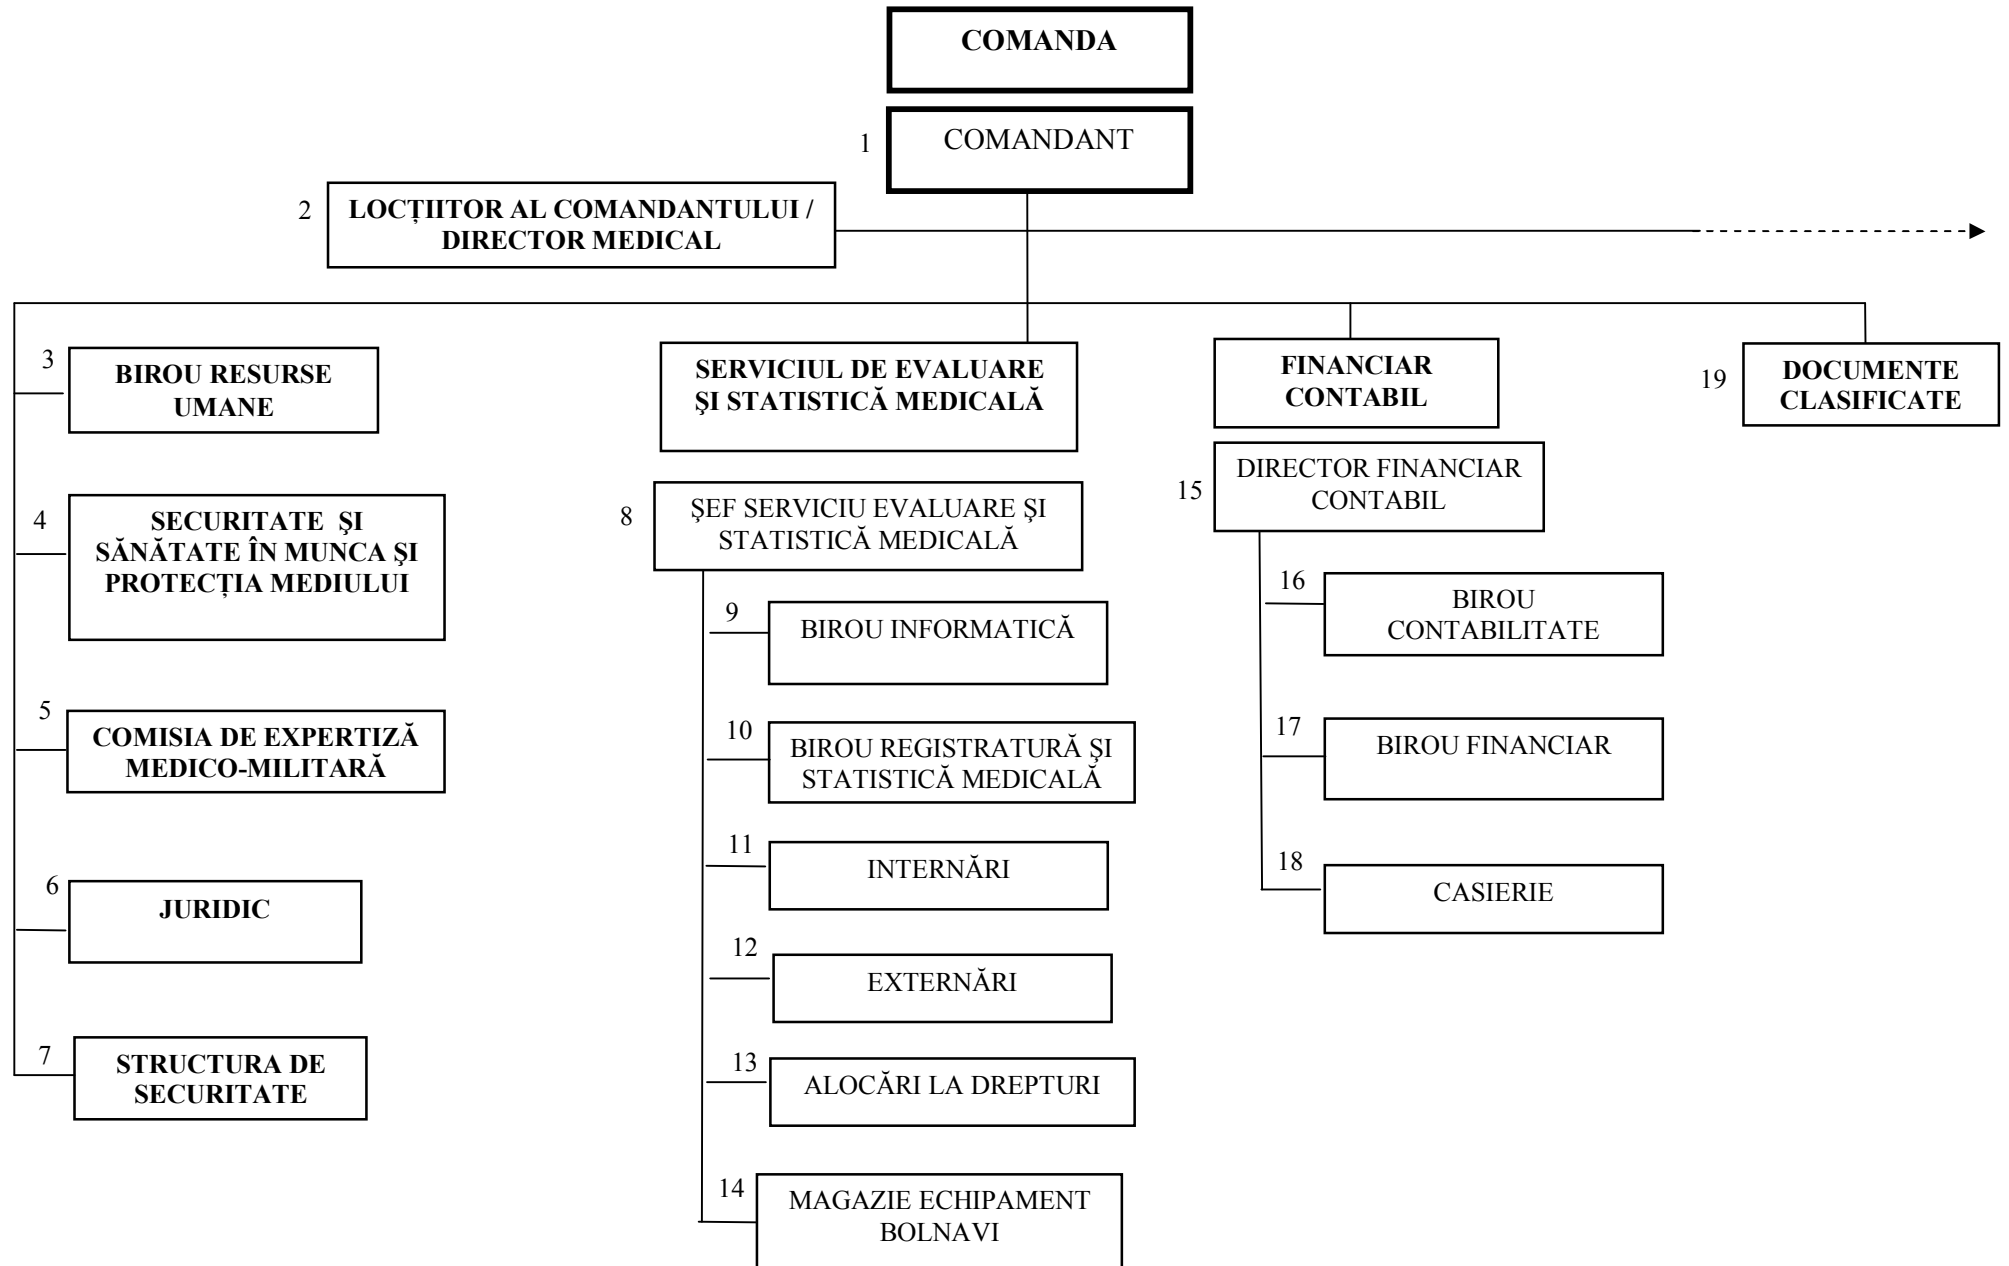 COMANDA
1
COMANDANT
2
LOCȚIITOR AL COMANDANTULUI /
DIRECTOR MEDICAL
3
BIROU RESURSE
UMANE
4
SECURITATE ŞI
SĂNĂTATE ÎN MUNCA ŞI
PROTECȚIA MEDIULUI
5
COMISIA DE EXPERTIZĂ
MEDICO-MILITARĂ
6
JURIDIC
7
STRUCTURA DE
SECURITATE
SERVICIUL DE EVALUARE
ŞI STATISTICĂ MEDICALĂ
8
ŞEF SERVICIU EVALUARE ŞI
STATISTICĂ MEDICALĂ
9
BIROU INFORMATICĂ
10
BIROU REGISTRATURĂ ŞI
STATISTICĂ MEDICALĂ
11
INTERNĂRI
12
EXTERNĂRI
13
ALOCĂRI LA DREPTURI
14
MAGAZIE ECHIPAMENT
BOLNAVI
FINANCIAR
CONTABIL
15
DIRECTOR FINANCIAR
CONTABIL
16
BIROU
CONTABILITATE
17
BIROU FINANCIAR
18
CASIERIE
19
DOCUMENTE
CLASIFICATE